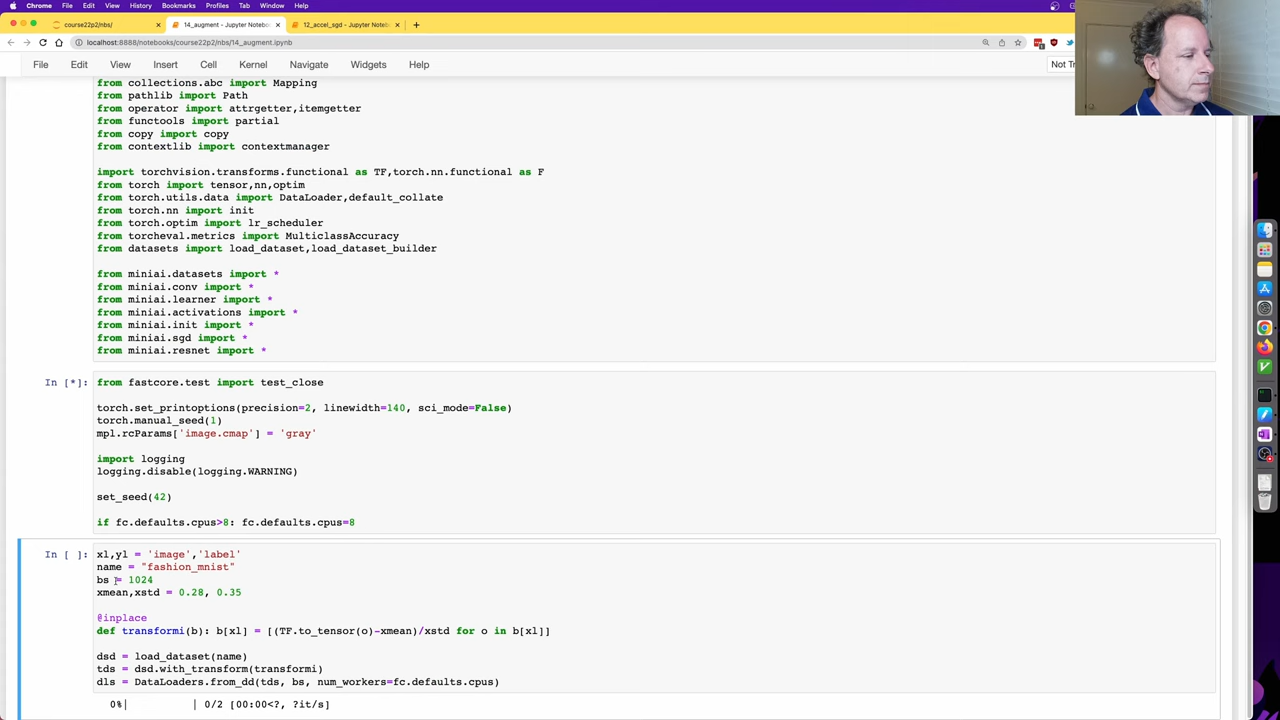 Chrome File Edit View History Bookmarks Profiles Tab Window Help
course22p2/nbs/
14_augment - Jupyter Noteboo
12_accel_sgd - Jupyter Notebo
localhost:8888/notebooks/course22p2/nbs/14_augment.ipynb
File Edit View Insert Cell Kernel Navigate Widgets Help
Not Tr
from collections.abc import Mapping
from pathlib import Path
from operator import attrgetter,itemgetter
from functools import partial
from copy import copy
from contextlib import contextmanager
import torchvision.transforms.functional as TF,torch.nn.functional as F
from torch import tensor,nn,optim
from torch.utils.data import DataLoader,default_collate
from torch.nn import init
from torch.optim import lr_scheduler
from torcheval.metrics import MulticlassAccuracy
from datasets import load_dataset,load_dataset_builder
from miniai.datasets import *
from miniai.conv import *
from miniai.learner import *
from miniai.activations import *
from miniai.init import *
from miniai.sgd import *
from miniai.resnet import *
In [*]: from fastcore.test import test_close
torch.set_printoptions(precision=2, linewidth=140, sci_mode=False)
torch.manual_seed(1)
mpl.rcParams['image.cmap'] = 'gray'
import logging
logging.disable(logging.WARNING)
set_seed(42)
if fc.defaults.cpus>8: fc.defaults.cpus=8
In [ ]: xl,yl = 'image','label'
name = "fashion_mnist"
bs = 1024
xmean,xstd = 0.28, 0.35
@inplace
def transformi(b): b[xl] = [(TF.to_tensor(o)-xmean)/xstd for o in b[xl]]
dsd = load_dataset(name)
tds = dsd.with_transform(transformi)
dls = DataLoaders.from_dd(tds, bs, num_workers=fc.defaults.cpus)
0%| | 0/2 [00:00<?, ?it/s]